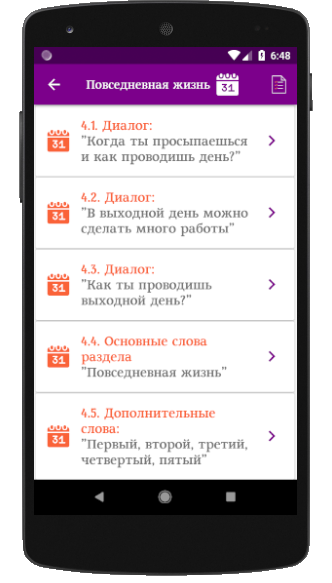 6:48
Повседневная жизнь 31
31
4.1. Диалог:
"Когда ты просыпаешься
и как проводишь день?"
31
4.2. Диалог:
"В выходной день можно
сделать много работы"
31
4.3. Диалог:
"Как ты проводишь
выходной день?"
31
4.4. Основные слова
раздела
"Повседневная жизнь"
31
4.5. Дополнительные
слова:
"Первый, второй, третий,
четвертый, пятый"